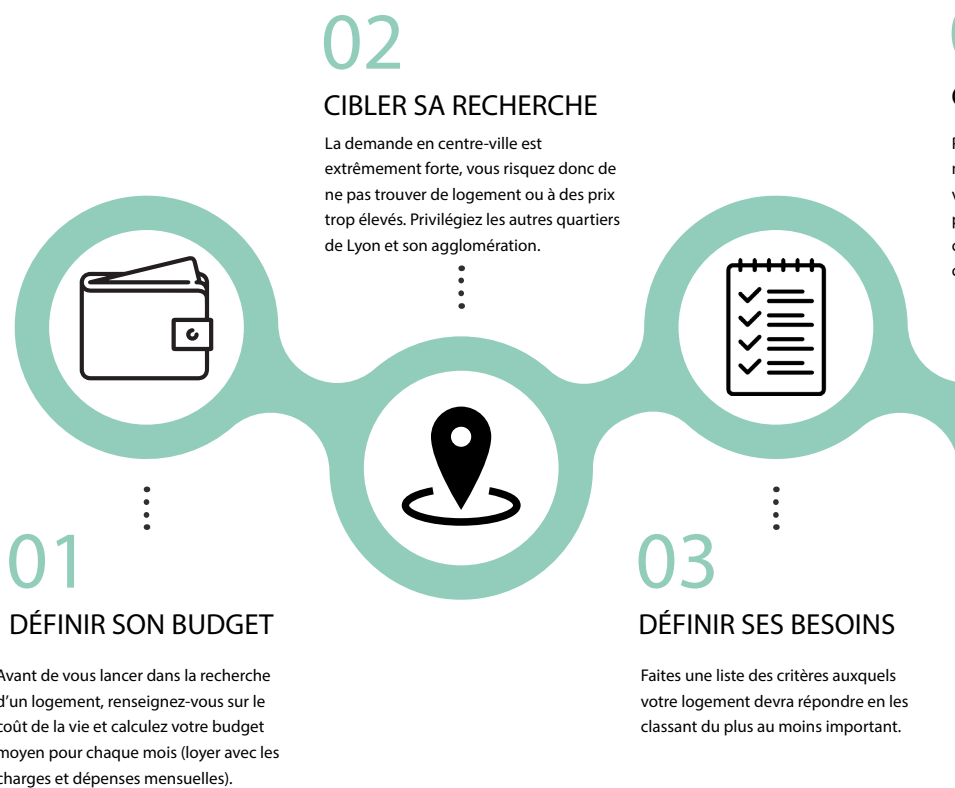 01
DÉFINIR SON BUDGET
Avant de vous lancer dans la recherche
d'un logement, renseignez-vous sur le
coût de la vie et calculez votre budget
moyen pour chaque mois (loyer avec les
charges et dépenses mensuelles).
02
CIBLER SA RECHERCHE
La demande en centre-ville est
extrêmement forte, vous risquez donc de
ne pas trouver de logement ou à des prix
trop élevés. Privilégiez les autres quartiers
de Lyon et son agglomération.
03
DÉFINIR SES BESOINS
Faites une liste des critères auxquels
votre logement devra répondre en les
classant du plus au moins important.